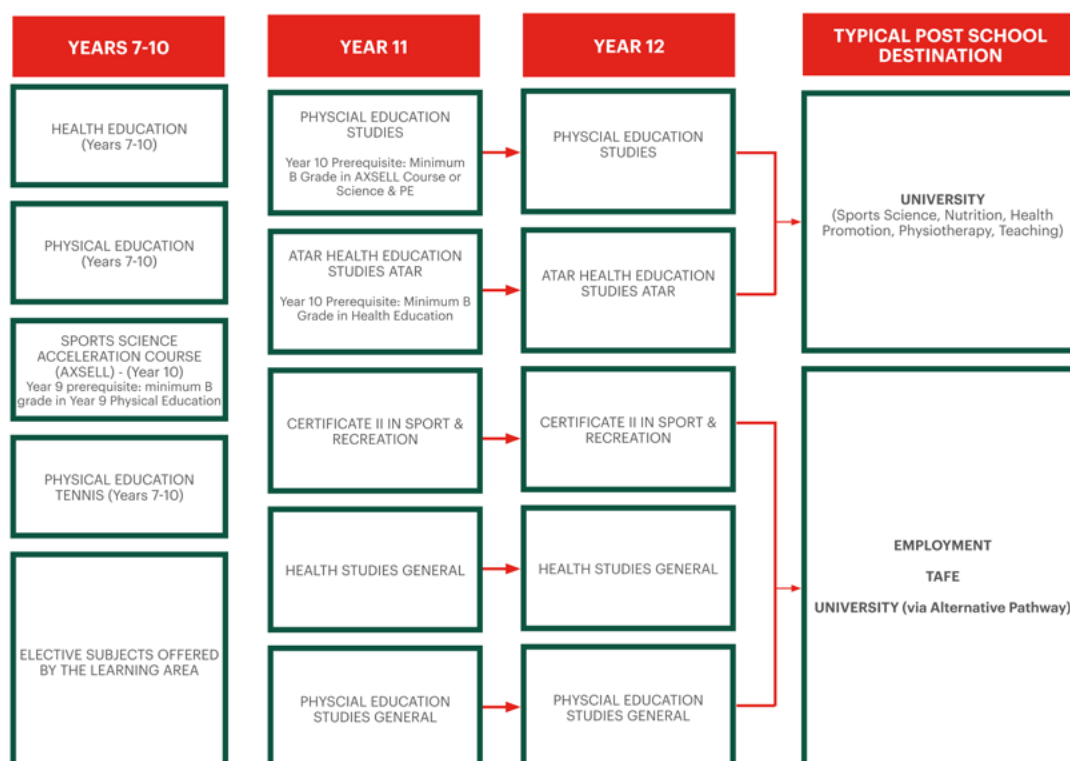 YEARS 7-10
HEALTH EDUCATION
(Years 7-10)
PHYSICAL EDUCATION
(Years 7-10)
SPORTS SCIENCE
ACCELERATION COURSE
(AXSELL) - (Year 10)
Year 9 prerequisite: minimum B
grade in Year 9 Physical Education
PHYSICAL EDUCATION
TENNIS (Years 7-10)
ELECTIVE SUBJECTS OFFERED
BY THE LEARNING AREA
YEAR 11
PHYSCIAL EDUCATION
STUDIES
Year 10 Prerequisite: Minimum
B Grade in AXSELL Course or
Science & PE
ATAR HEALTH EDUCATION
STUDIES ATAR
Year 10 Prerequisite: Minimum B
Grade in Health Education
CERTIFICATE II IN SPORT &
RECREATION
HEALTH STUDIES GENERAL
PHYSCIAL EDUCATION
STUDIES GENERAL
YEAR 12
PHYSCIAL EDUCATION
STUDIES
ATAR HEALTH EDUCATION
STUDIES ATAR
CERTIFICATE II IN SPORT &
RECREATION
HEALTH STUDIES GENERAL
PHYSCIAL EDUCATION
STUDIES GENERAL
TYPICAL POST SCHOOL
DESTINATION
UNIVERSITY
(Sports Science, Nutrition, Health
Promotion, Physiotherapy, Teaching)
EMPLOYMENT
TAFE
UNIVERSITY (via Alternative Pathway)